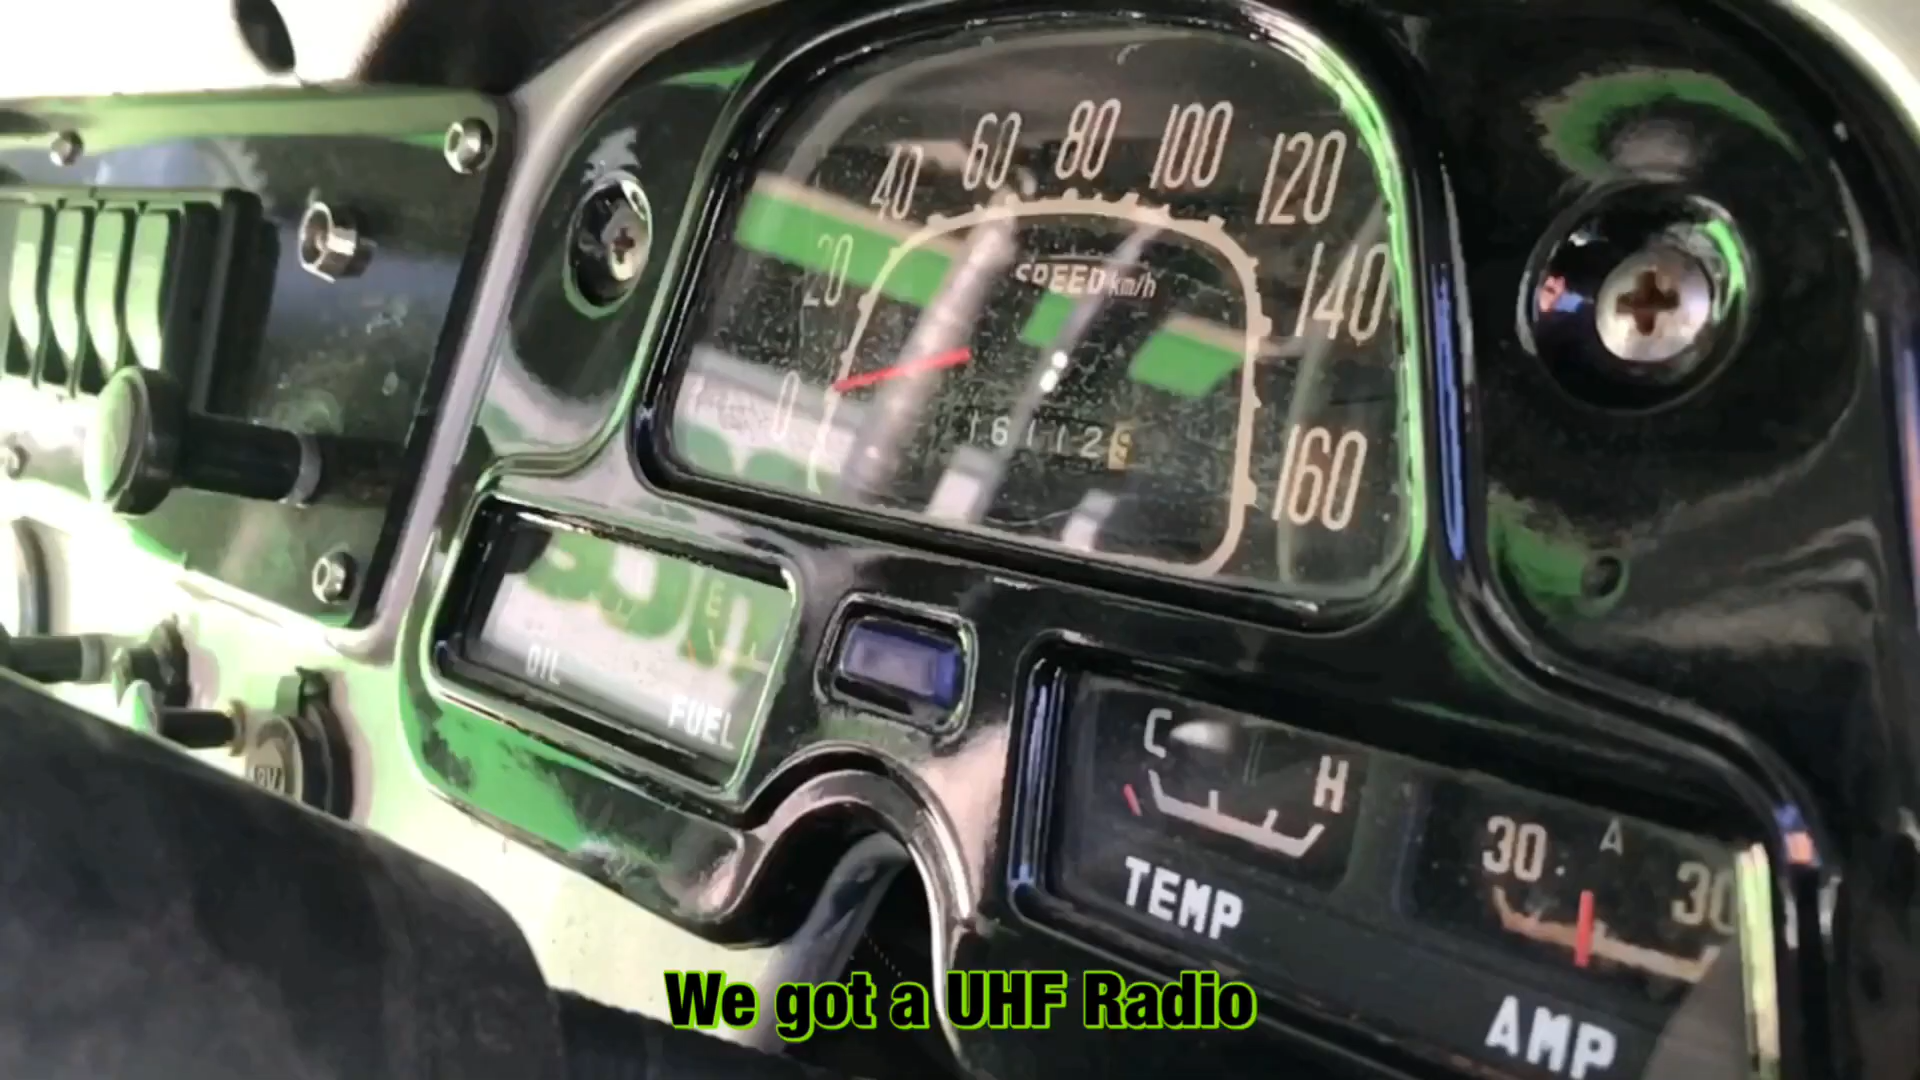 60 80 100
40 120
20 SPEED km/h 140
0
160
E
OIL
FUEL
C
H
30 A 30
TEMP
AMP
We got a UHF Radio